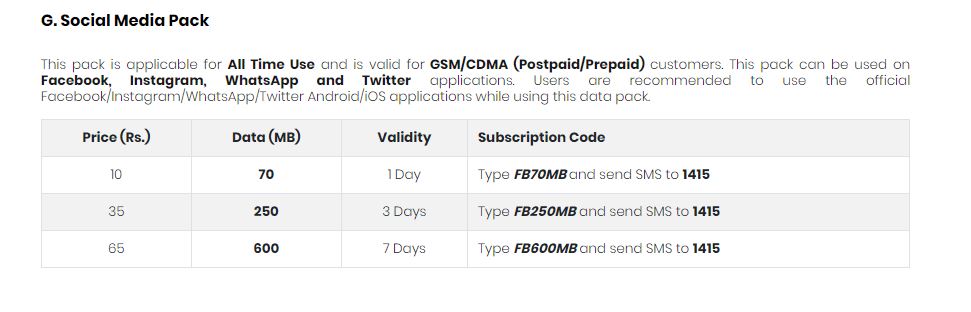 G. Social Media Pack
This pack is applicable for All Time Use and is valid for GSM/CDMA (Postpaid/Prepaid) customers. This pack can be used on
Facebook, Instagram, WhatsApp and Twitter applications. Users are recommended to use the official
Facebook/Instagram/WhatsApp/Twitter Android/iOS applications while using this data pack.
Price (Rs.) Data (MB) Validity Subscription Code
10 70 1 Day Type FB70MB and send SMS to 1415
35 250 3 Days Type FB250MB and send SMS to 1415
65 600 7 Days Type FB600MB and send SMS to 1415